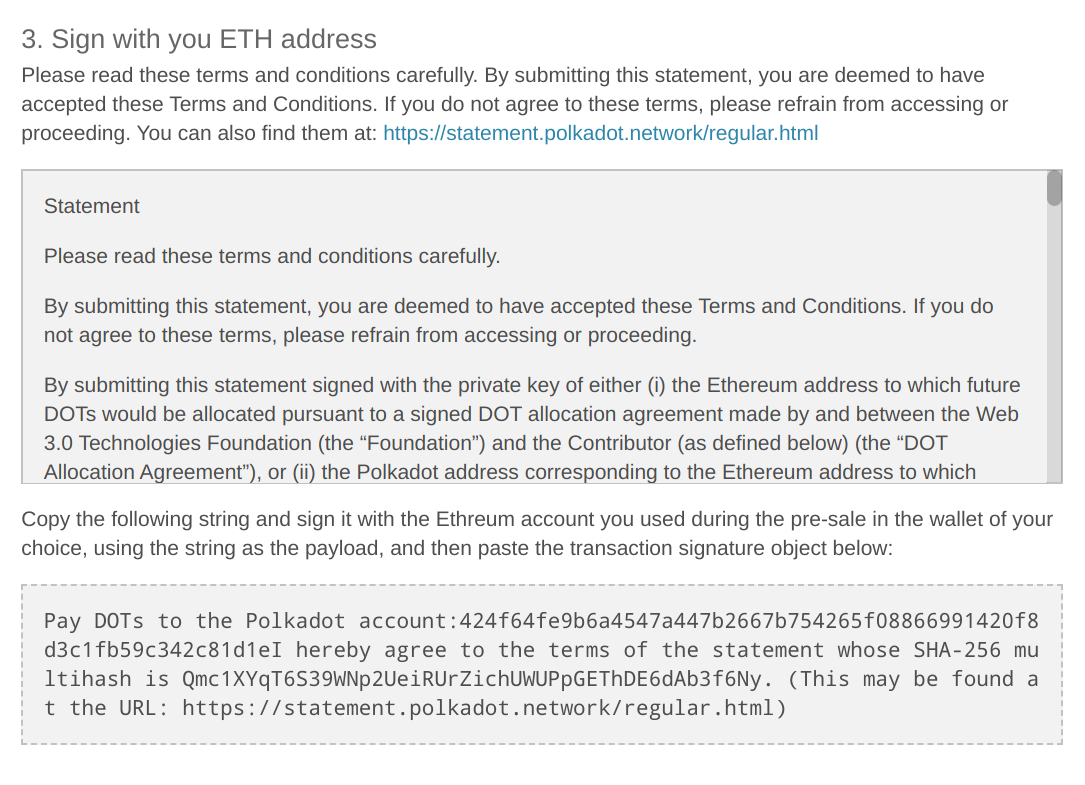 3. Sign with you ETH address
Please read these terms and conditions carefully. By submitting this statement, you are deemed to have
accepted these Terms and Conditions. If you do not agree to these terms, please refrain from accessing or
proceeding. You can also find them at: https://statement.polkadot.network/regular.html
Statement
Please read these terms and conditions carefully.
By submitting this statement, you are deemed to have accepted these Terms and Conditions. If you do
not agree to these terms, please refrain from accessing or proceeding.
By submitting this statement signed with the private key of either (i) the Ethereum address to which future
DOTs would be allocated pursuant to a signed DOT allocation agreement made by and between the Web
3.0 Technologies Foundation (the “Foundation”) and the Contributor (as defined below) (the “DOT
Allocation Agreement”), or (ii) the Polkadot address corresponding to the Ethereum address to which
Copy the following string and sign it with the Ethreum account you used during the pre-sale in the wallet of your
choice, using the string as the payload, and then paste the transaction signature object below:
Pay DOTs to the Polkadot account:424f64fe9b6a4547a447b2667b754265f08866991420f8
d3c1fb59c342c81d1eI hereby agree to the terms of the statement whose SHA-256 mu
ltihash is Qmc1XYqT6S39WNp2UeiRUrZichUWUPpGEThDE6dAb3f6Ny. (This may be found a
t the URL: https://statement.polkadot.network/regular.html)